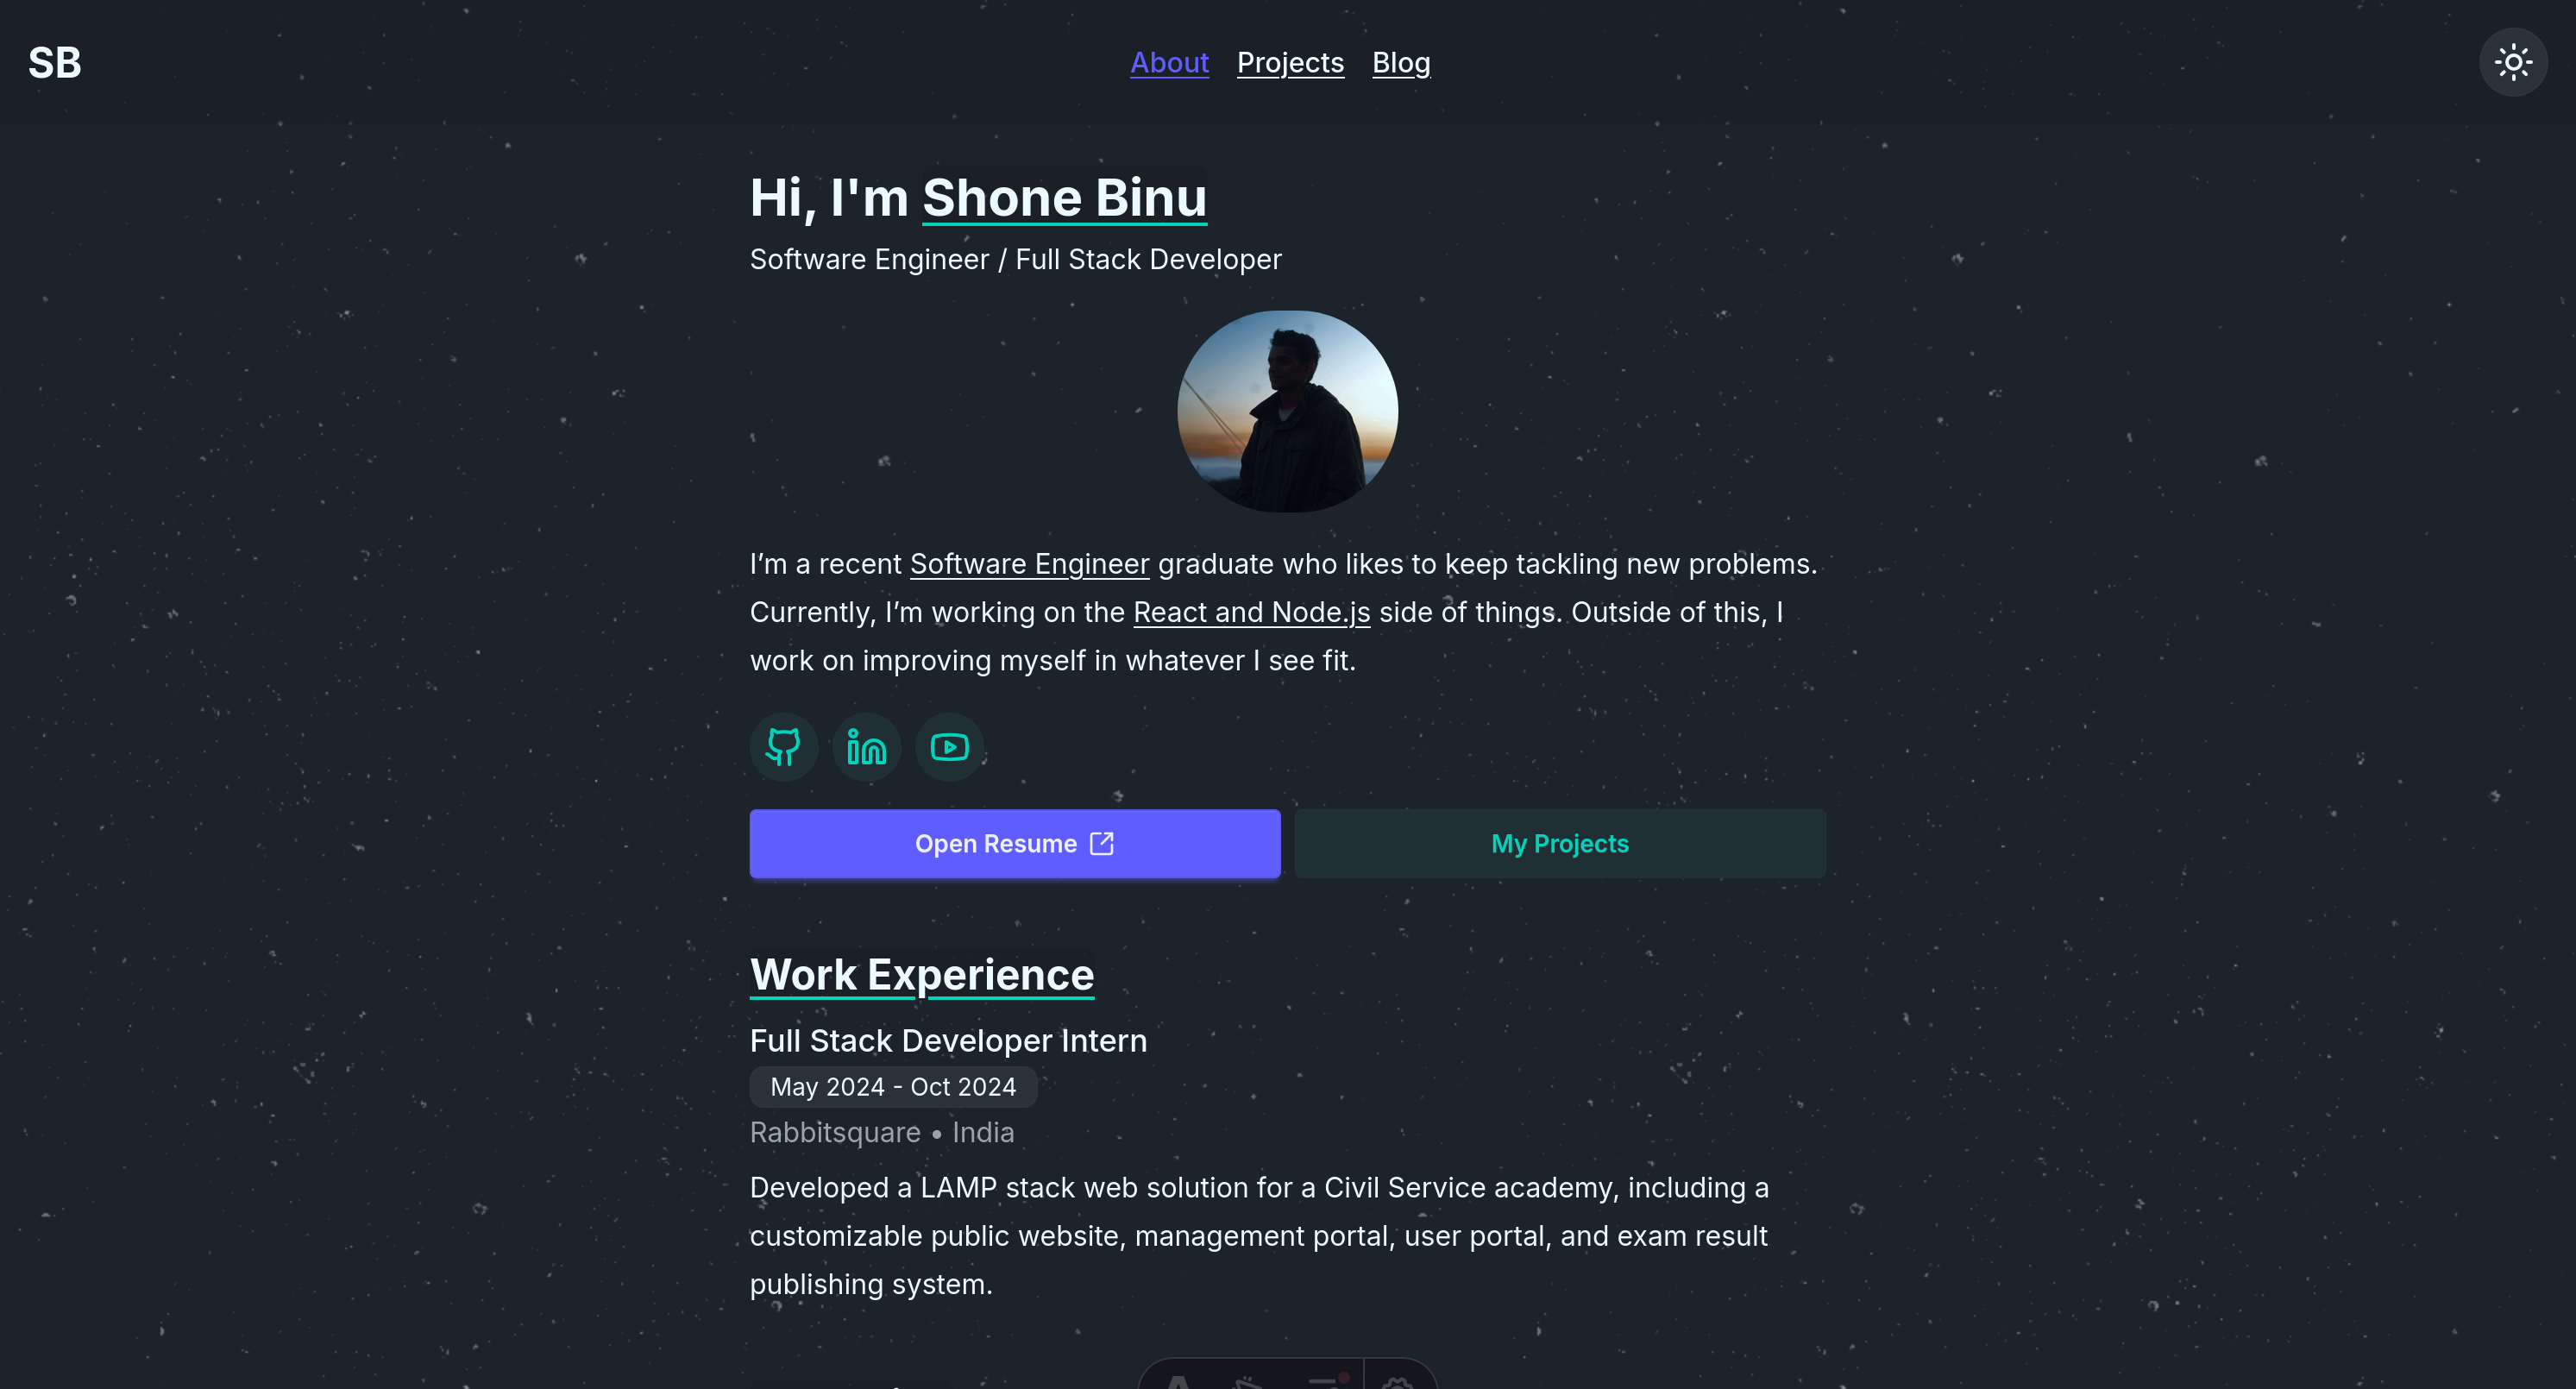 SB
About Projects Blog
Hi, I'm Shone Binu
Software Engineer / Full Stack Developer
I’m a recent Software Engineer graduate who likes to keep tackling new problems.
Currently, I’m working on the React and Node.js side of things. Outside of this, I
work on improving myself in whatever I see fit.
Open Resume
My Projects
Work Experience
Full Stack Developer Intern
May 2024 - Oct 2024
Rabbitsquare • India
Developed a LAMP stack web solution for a Civil Service academy, including a
customizable public website, management portal, user portal, and exam result
publishing system.